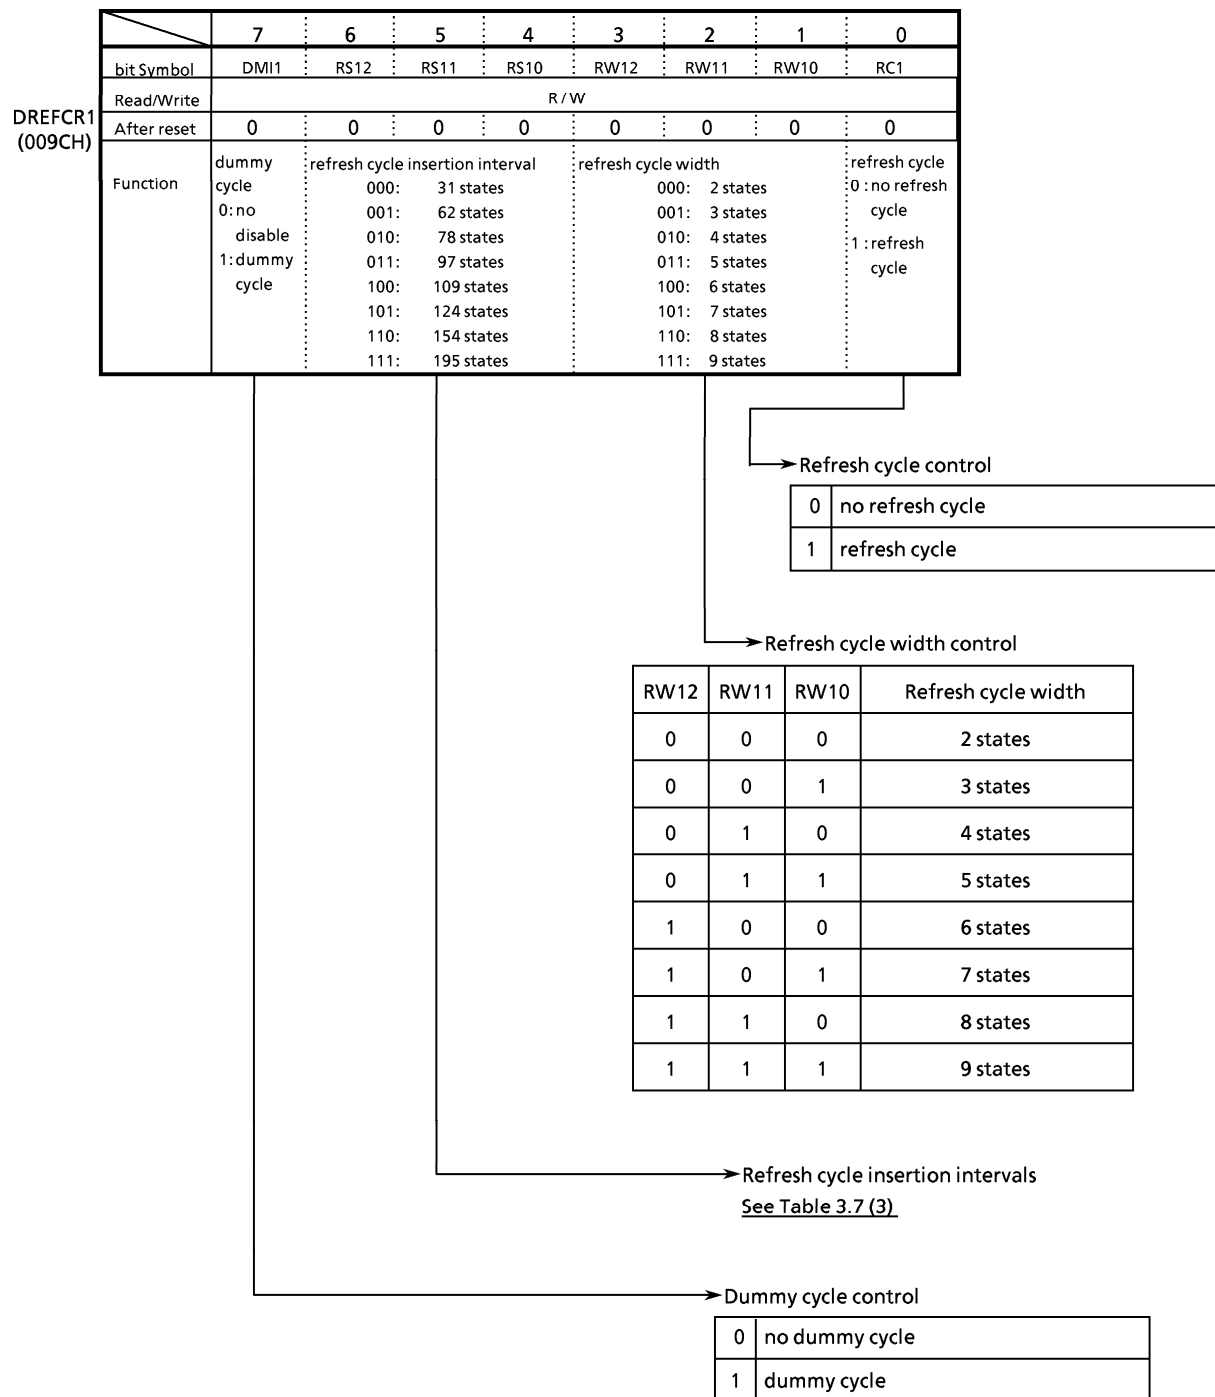 7 6 5 4 3 2 1 0
bit Symbol DMI1 RS12 RS11 RS10 RW12 RW11 RW10 RC1
Read/Write R / W
DREFCR1
(009CH)
After reset 0 0 0 0 0 0 0 0
Function
dummy
cycle
0: no
disable
1: dummy
cycle
refresh cycle insertion interval
000: 31 states
001: 62 states
010: 78 states
011: 97 states
100: 109 states
101: 124 states
110: 154 states
111: 195 states
refresh cycle width
000: 2 states
001: 3 states
010: 4 states
011: 5 states
100: 6 states
101: 7 states
110: 8 states
111: 9 states
refresh cycle
0 : no refresh
cycle
1 : refresh
cycle
Refresh cycle control
0 no refresh cycle
1 refresh cycle
Refresh cycle width control
RW12 RW11 RW10 Refresh cycle width
0 0 0 2 states
0 0 1 3 states
0 1 0 4 states
0 1 1 5 states
1 0 0 6 states
1 0 1 7 states
1 1 0 8 states
1 1 1 9 states
Refresh cycle insertion intervals
See Table 3.7 (3)
Dummy cycle control
0 no dummy cycle
1 dummy cycle